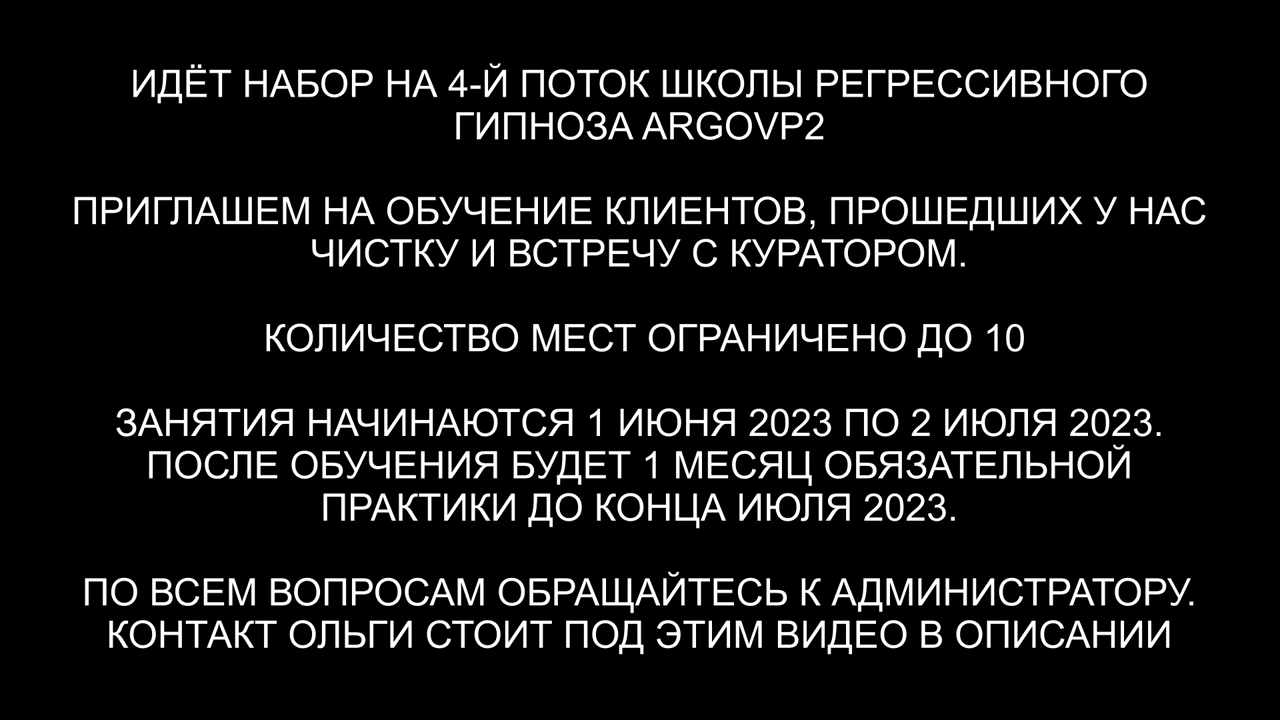 ИДЁТ НАБОР НА 4-Й ПОТОК ШКОЛЫ РЕГРЕССИВНОГО
ГИПНОЗА ARGOVP2
ПРИГЛАШЕМ НА ОБУЧЕНИЕ КЛИЕНТОВ, ПРОШЕДШИХ У НАС
ЧИСТКУ И ВСТРЕЧУ С КУРАТОРОМ.
КОЛИЧЕСТВО МЕСТ ОГРАНИЧЕНО ДО 10
ЗАНЯТИЯ НАЧИНАЮТСЯ 1 ИЮНЯ 2023 ПО 2 ИЮЛЯ 2023.
ПОСЛЕ ОБУЧЕНИЯ БУДЕТ 1 МЕСЯЦ ОБЯЗАТЕЛЬНОЙ
ПРАКТИКИ ДО КОНЦА ИЮЛЯ 2023.
ПО ВСЕМ ВОПРОСАМ ОБРАЩАЙТЕСЬ К АДМИНИСТРАТОРУ.
КОНТАКТ ОЛЬГИ СТОИТ ПОД ЭТИМ ВИДЕО В ОПИСАНИИ